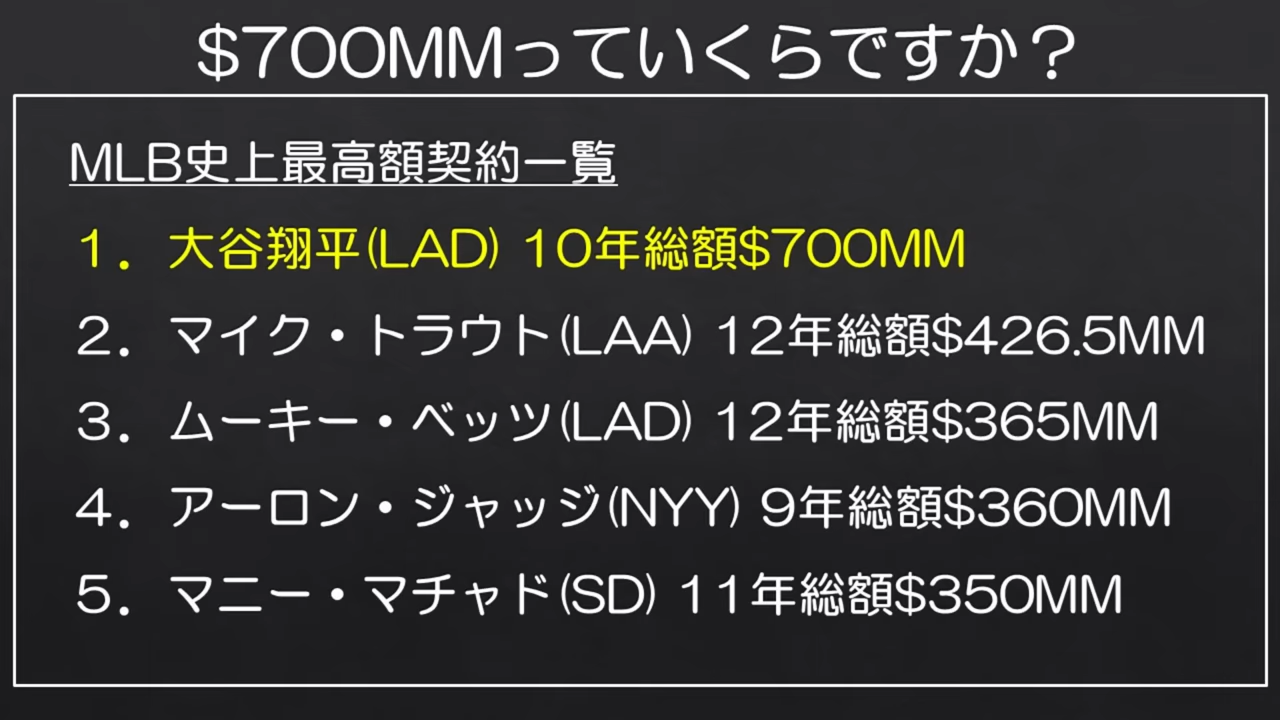 $700MMっていくらですか？
MLB史上最高額契約一覧
１．大谷翔平(LAD) 10年総額$700MM
２．マイク・トラウト(LAA) 12年総額$426.5MM
３．ムーキー・ベッツ(LAD) 12年総額$365MM
４．アーロン・ジャッジ(NYY) 9年総額$360MM
５．マニー・マチャド(SD) 11年総額$350MM